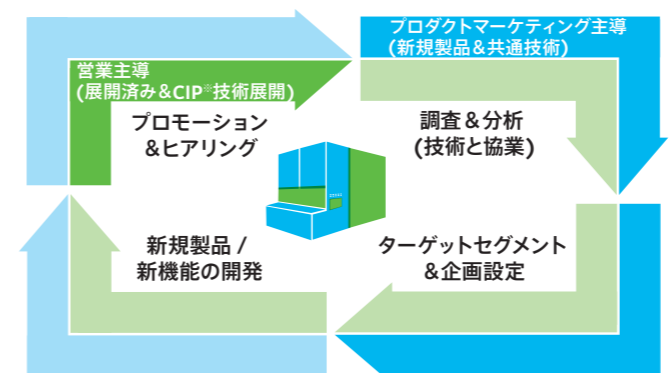 プロダクトマーケティング主導
(新規製品＆共通技術)
営業主導
(展開済み＆CIP※技術展開)
プロモーション
＆ヒアリング
調査＆分析
(技術と協業)
新規製品 /
新機能の開発
ターゲットセグメント
＆企画設定